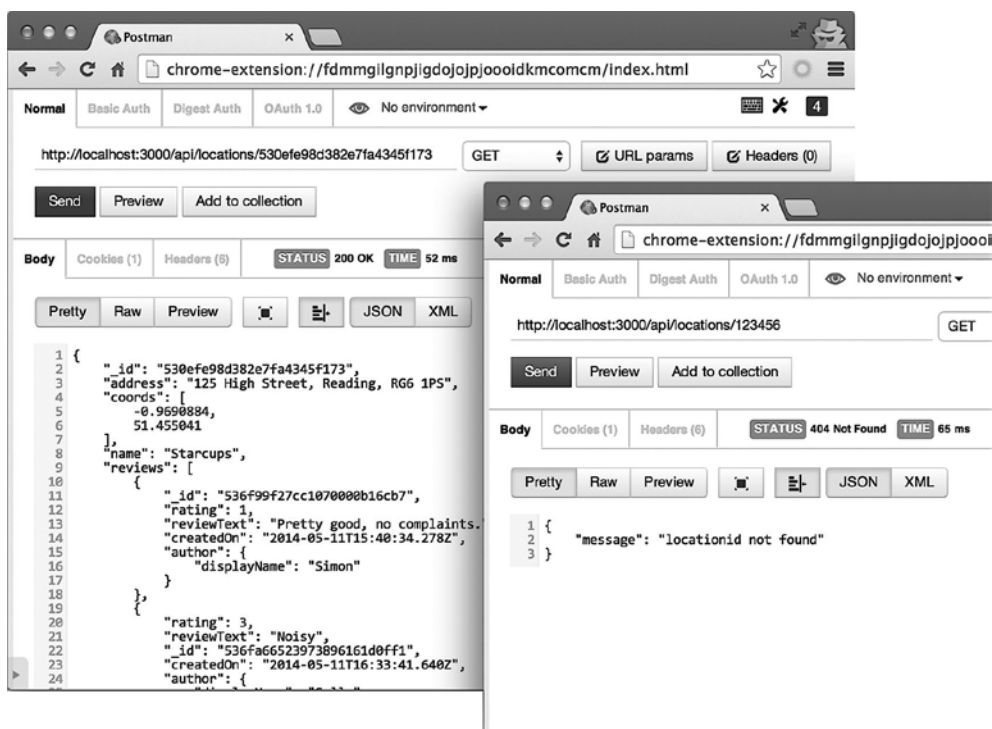 Postman
chrome-extension://fdmmgilgnpjigdojojpjoooidkmcomcm/index.html
Normal Basic Auth Digest Auth OAuth 1.0 No environment 4
http://localhost:3000/api/locations/530efe98d382e7fa4345f173 GET URL params Headers (0)
Send Preview Add to collection
Body Cookies (1) Headers (6) STATUS 200 OK TIME 52 ms
Pretty Raw Preview JSON XML
1 {
2 "_id": "530efe98d382e7fa4345f173",
3 "address": "125 High Street, Reading, RG6 1PS",
4 "coords": [
5 -0.9690884,
6 51.455041
7 ],
8 "name": "Starcups",
9 "reviews": [
10 {
11 "_id": "536f99f27cc1070000b16cb7",
12 "rating": 1,
13 "reviewText": "Pretty good, no complaints.
14 "createdOn": "2014-05-11T15:40:34.278Z",
15 "author": {
16 "displayName": "Simon"
17 }
18 },
19 {
20 "rating": 3,
21 "reviewText": "Noisy",
22 "_id": "536fa66523973896161d0ff1",
23 "createdOn": "2014-05-11T16:33:41.640Z",
24 "author": {
Postman
chrome-extension://fdmmgilgnpjigdojojpjoooi
Normal Basic Auth Digest Auth OAuth 1.0 No environment
http://localhost:3000/api/locations/123456 GET
Send Preview Add to collection
Body Cookies (1) Headers (6) STATUS 404 Not Found TIME 65 ms
Pretty Raw Preview JSON XML
1 {
2 "message": "locationid not found"
3 }